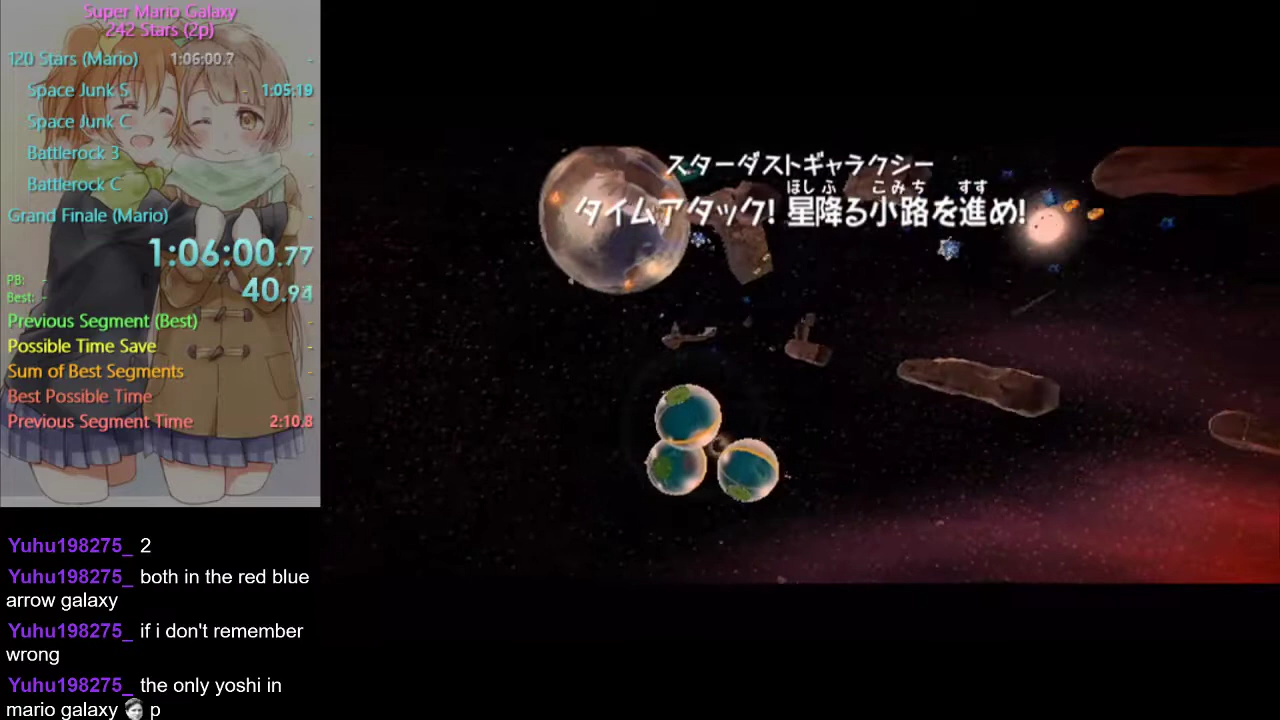 Super Mario Galaxy
242 Stars (2p)
120 Stars (Mario) 1:06:00.7 -
Space Junk S - 1:05:19
Space Junk C -
Battlerock 3 -
Battlerock C -
Grand Finale (Mario) -
1:06:00.77
PB: -
Best: -
40.94
Previous Segment (Best) -
Possible Time Save -
Sum of Best Segments -
Best Possible Time -
Previous Segment Time 2:10.8
Yuhu198275_ 2
Yuhu198275_ both in the red blue
arrow galaxy
Yuhu198275_ if i don't remember
wrong
Yuhu198275_ the only yoshi in
mario galaxy p
スターダストギャラクシー
ほしふ こみち すす
タイムアタック! 星降る小路を進め!